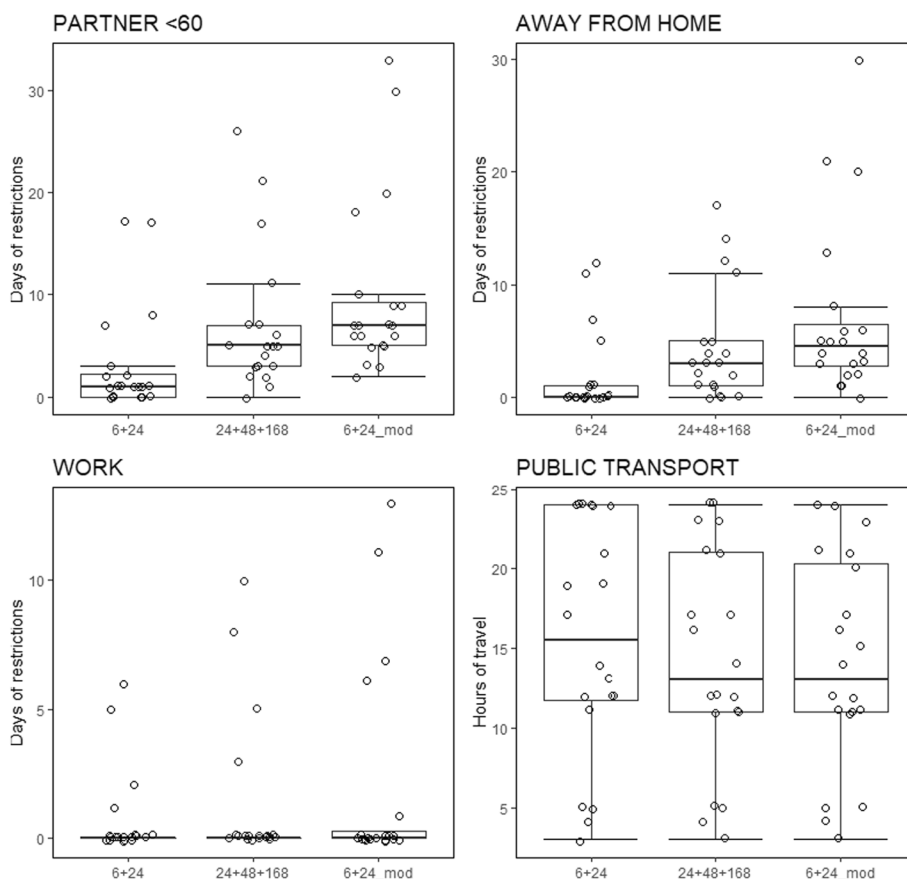 PARTNER <60
AWAY FROM HOME
Days of restrictions
30
20
10
0
6+24
24+48+168
6+24_mod
Days of restrictions
30
20
10
0
6+24
24+48+168
6+24_mod
WORK
PUBLIC TRANSPORT
Days of restrictions
10
5
0
6+24
24+48+168
6+24_mod
Hours of travel
25
20
15
10
5
6+24
24+48+168
6+24_mod